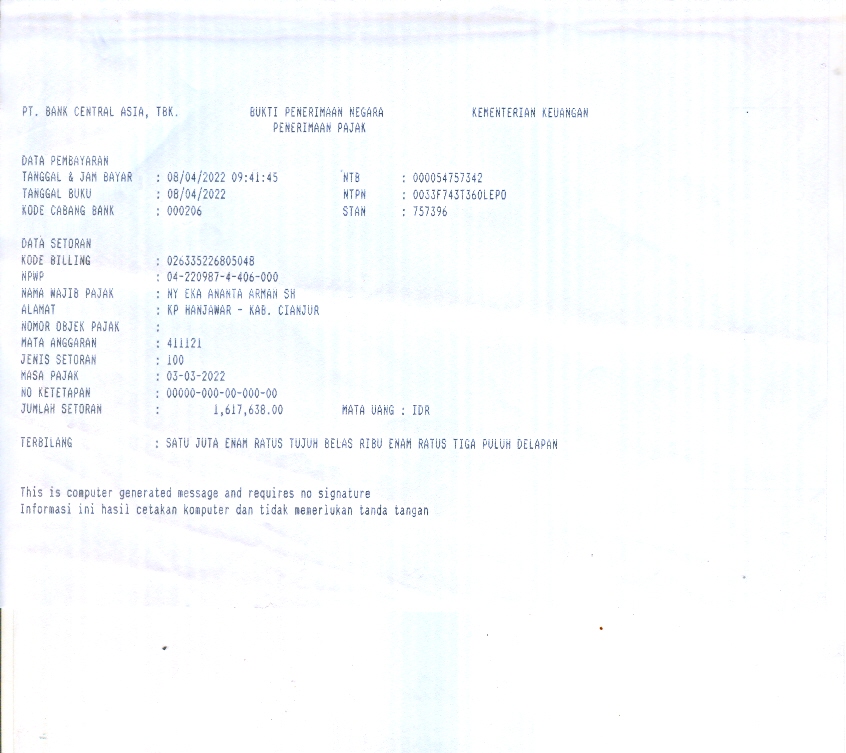 PT. BANK CENTRAL ASIA, TBK. BUKTI PENERIMAAN NEGARA KEMENTERIAN KEUANGAN
PENERIMAAN PAJAK
DATA PEMBAYARAN
TANGGAL & JAM BAYAR : 08/04/2022 09:41:45 NTB : 000054757342
TANGGAL BUKU : 08/04/2022 NTPN : 0033F743T360LEPO
KODE CABANG BANK : 000206 STAN : 757396
DATA SETORAN
KODE BILLING : 026335226805048
NPWP : 04-220987-4-406-000
NAMA WAJIB PAJAK : NY EKA ANANTA ARMAN SH
ALAMAT : KP HANJAWAR - KAB. CIANJUR
NOMOR OBJEK PAJAK :
MATA ANGGARAN : 411121
JENIS SETORAN : 100
MASA PAJAK : 03-03-2022
NO KETETAPAN : 00000-000-00-000-00
JUMLAH SETORAN : 1,617,638.00 MATA UANG : IDR
TERBILANG : SATU JUTA ENAM RATUS TUJUH BELAS RIBU ENAM RATUS TIGA PULUH DELAPAN
This is computer generated message and requires no signature
Informasi ini hasil cetakan komputer dan tidak memerlukan tanda tangan